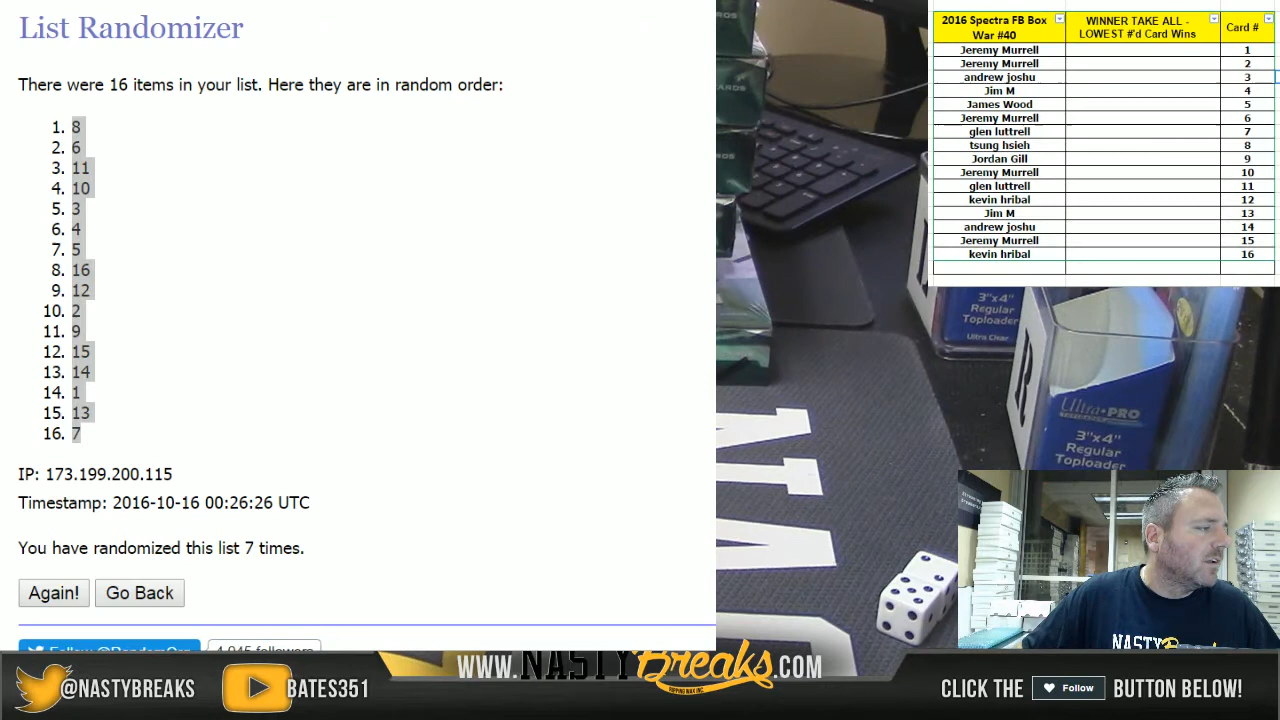 List Randomizer
There were 16 items in your list. Here they are in random order:
1. 8
2. 6
3. 11
4. 10
5. 3
6. 4
7. 5
8. 16
9. 12
10. 2
11. 9
12. 15
13. 14
14. 1
15. 13
16. 7
IP: 173.199.200.115
Timestamp: 2016-10-16 00:26:26 UTC
You have randomized this list 7 times.
Again! Go Back
2016 Spectra FB Box War #40 WINNER TAKE ALL - LOWEST #'d Card Wins Card #
Jeremy Murrell 1
Jeremy Murrell 2
andrew joshu 3
Jim M 4
James Wood 5
Jeremy Murrell 6
glen luttrell 7
tsung hsieh 8
Jordan Gill 9
Jeremy Murrell 10
glen luttrell 11
kevin hribal 12
Jim M 13
andrew joshu 14
Jeremy Murrell 15
kevin hribal 16
3"x4"
Regular
Toploader
Ultra Clear
Ultra•PRO
3"x4"
Regular
Toploader
NASTY
WWW.NASTYBreaks.COM
RIPPING WAX INC.
@NASTYBREAKS BATES351
CLICK THE Follow BUTTON BELOW!